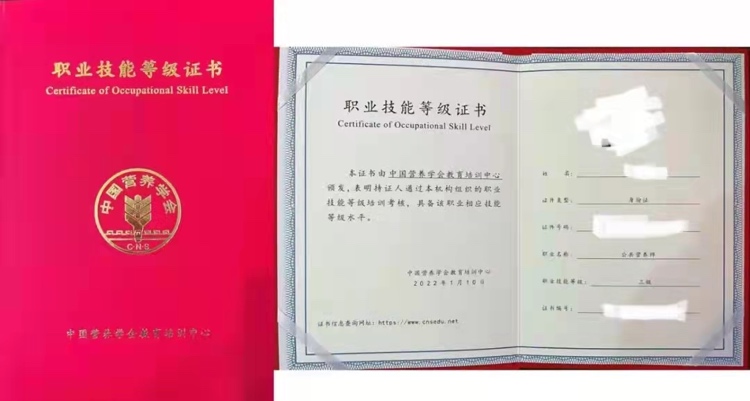 职业技能等级证书
Certificate of Occupational Skill Level
中国营养学会
C·N·S
中国营养学会教育培训中心
职业技能等级证书
Certificate of Occupational Skill Level
本证书由中国营养学会教育培训中心
颁发,表明持证人通过本机构组织的职业
技能等级培训考核,具备该职业相应技能
等级水平。
中国营养学会教育培训中心
2022年1月10日
证书信息查询网址:https://www.cnsedu.net
姓名:
证件类型: 身份证
证件号码:
职业名称: 公共营养师
职业技能等级: 三级
证书编号: